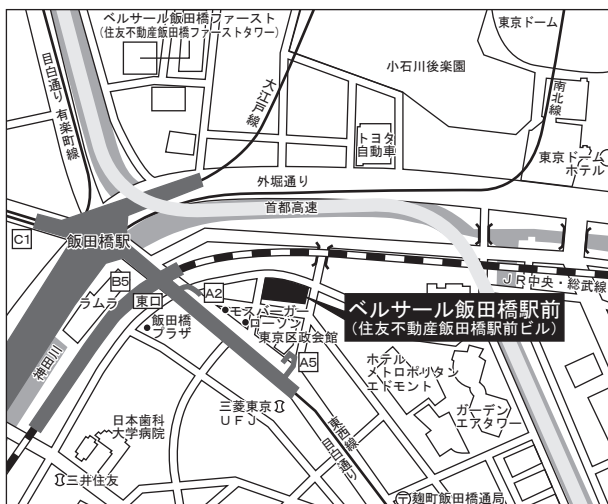 ベルサール飯田橋ファースト
(住友不動産飯田橋ファーストタワー)
東京ドーム
目白通り
有楽町線
大江戸線
小石川後楽園
南北線
トヨタ
自動車
東京ドーム
ホテル
外堀通り
首都高速
C1
飯田橋駅
JR中央・総武線
B5
ラムラ
東口
A2
モスバーガー
ローソン
飯田橋
プラザ
東京区政会館
ベルサール飯田橋駅前
(住友不動産飯田橋駅前ビル)
A5
神田川
ホテル
メトロポリタン
エドモント
ガーデン
エアタワー
日本歯科
大学病院
三菱東京
UFJ
東西線
目白通り
三井住友
麹町飯田橋通局